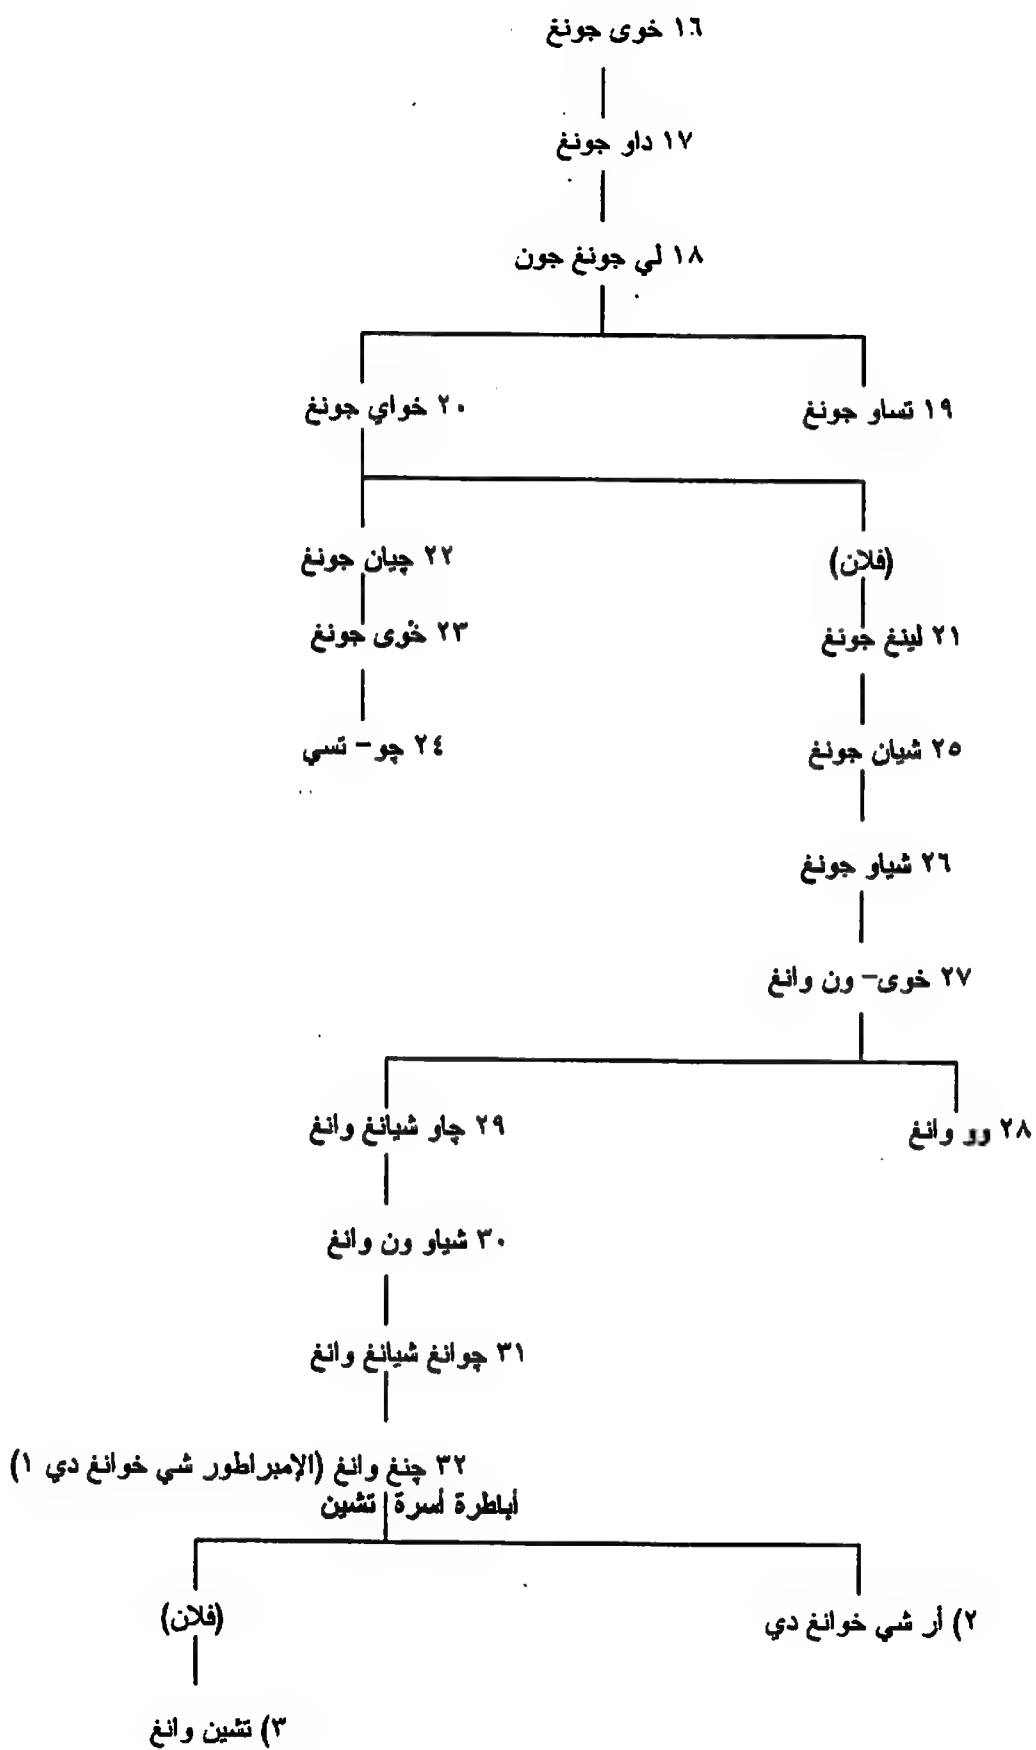 ١٦ خوى جونغ
١٧ داو جونغ
١٨ لي جونغ جون
١٩ تساو جونغ
٢٠ خواي جونغ
(فلان)
٢٢ چيان جونغ
٢١ لينغ جونغ
٢٣ خوى جونغ
٢٥ شيان جونغ
٢٤ چو– تسي
٢٦ شياو جونغ
٢٧ خوى– ون وانغ
٢٨ وو وانغ
٢٩ چاو شيانغ وانغ
٣٠ شياو ون وانغ
٣١ چوانغ شيانغ وانغ
٣٢ چنغ وانغ (الإمبراطور شي خوانغ دي ١)
أباطرة أسرة تشين
٢) أر شي خوانغ دي
(فلان)
٣) تشين وانغ